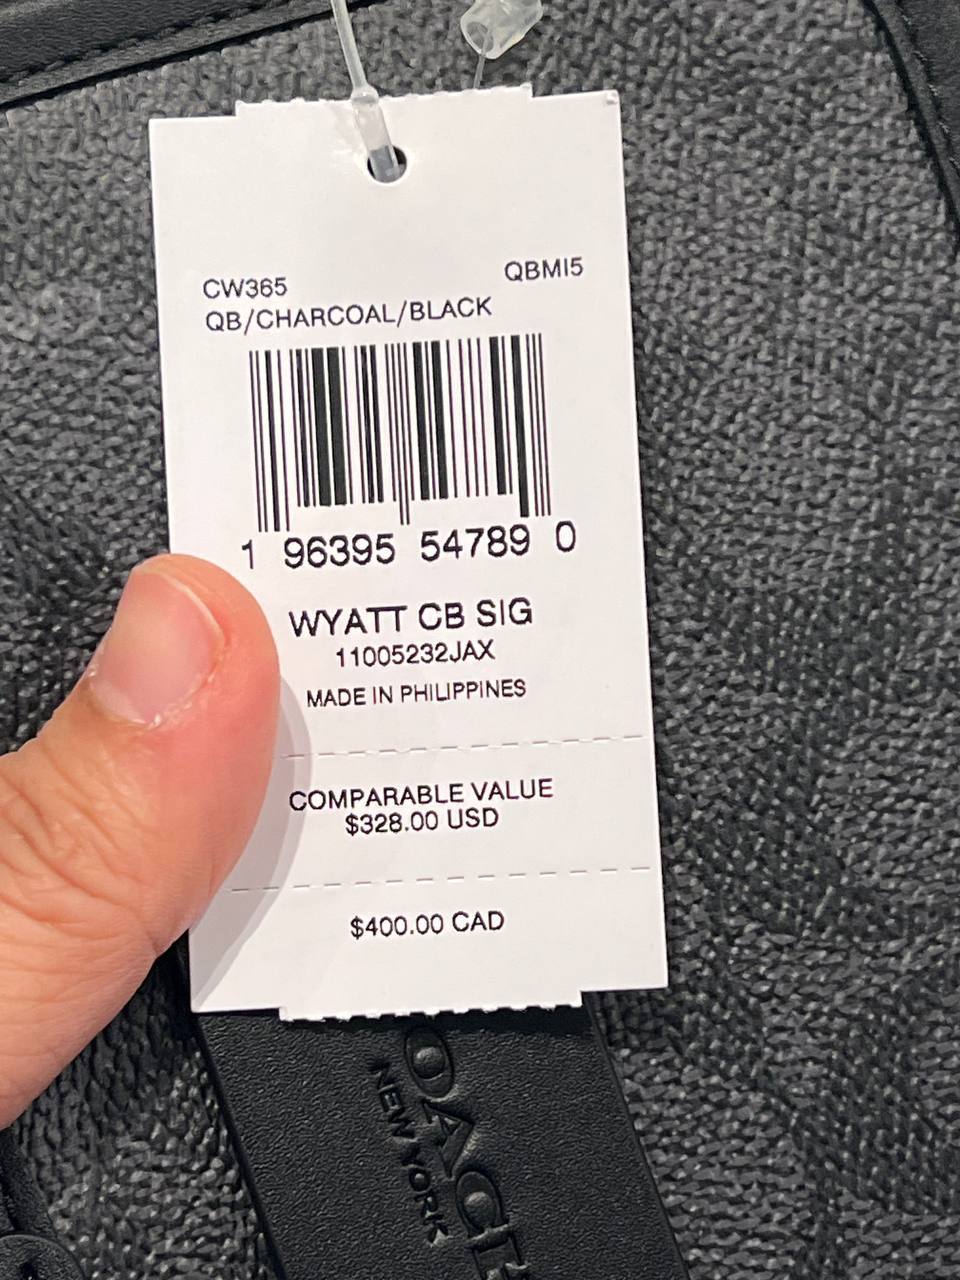 CW365
QBMI5
QB/CHARCOAL/BLACK
1 96395 54789 0
WYATT CB SIG
11005232JAX
MADE IN PHILIPPINES
COMPARABLE VALUE
$328.00 USD
$400.00 CAD
OACH
NEW YORK